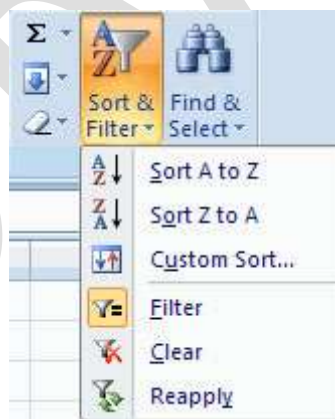 Σ
Sort & Filter
Find & Select
Sort A to Z
Sort Z to A
Custom Sort...
Filter
Clear
Reapply